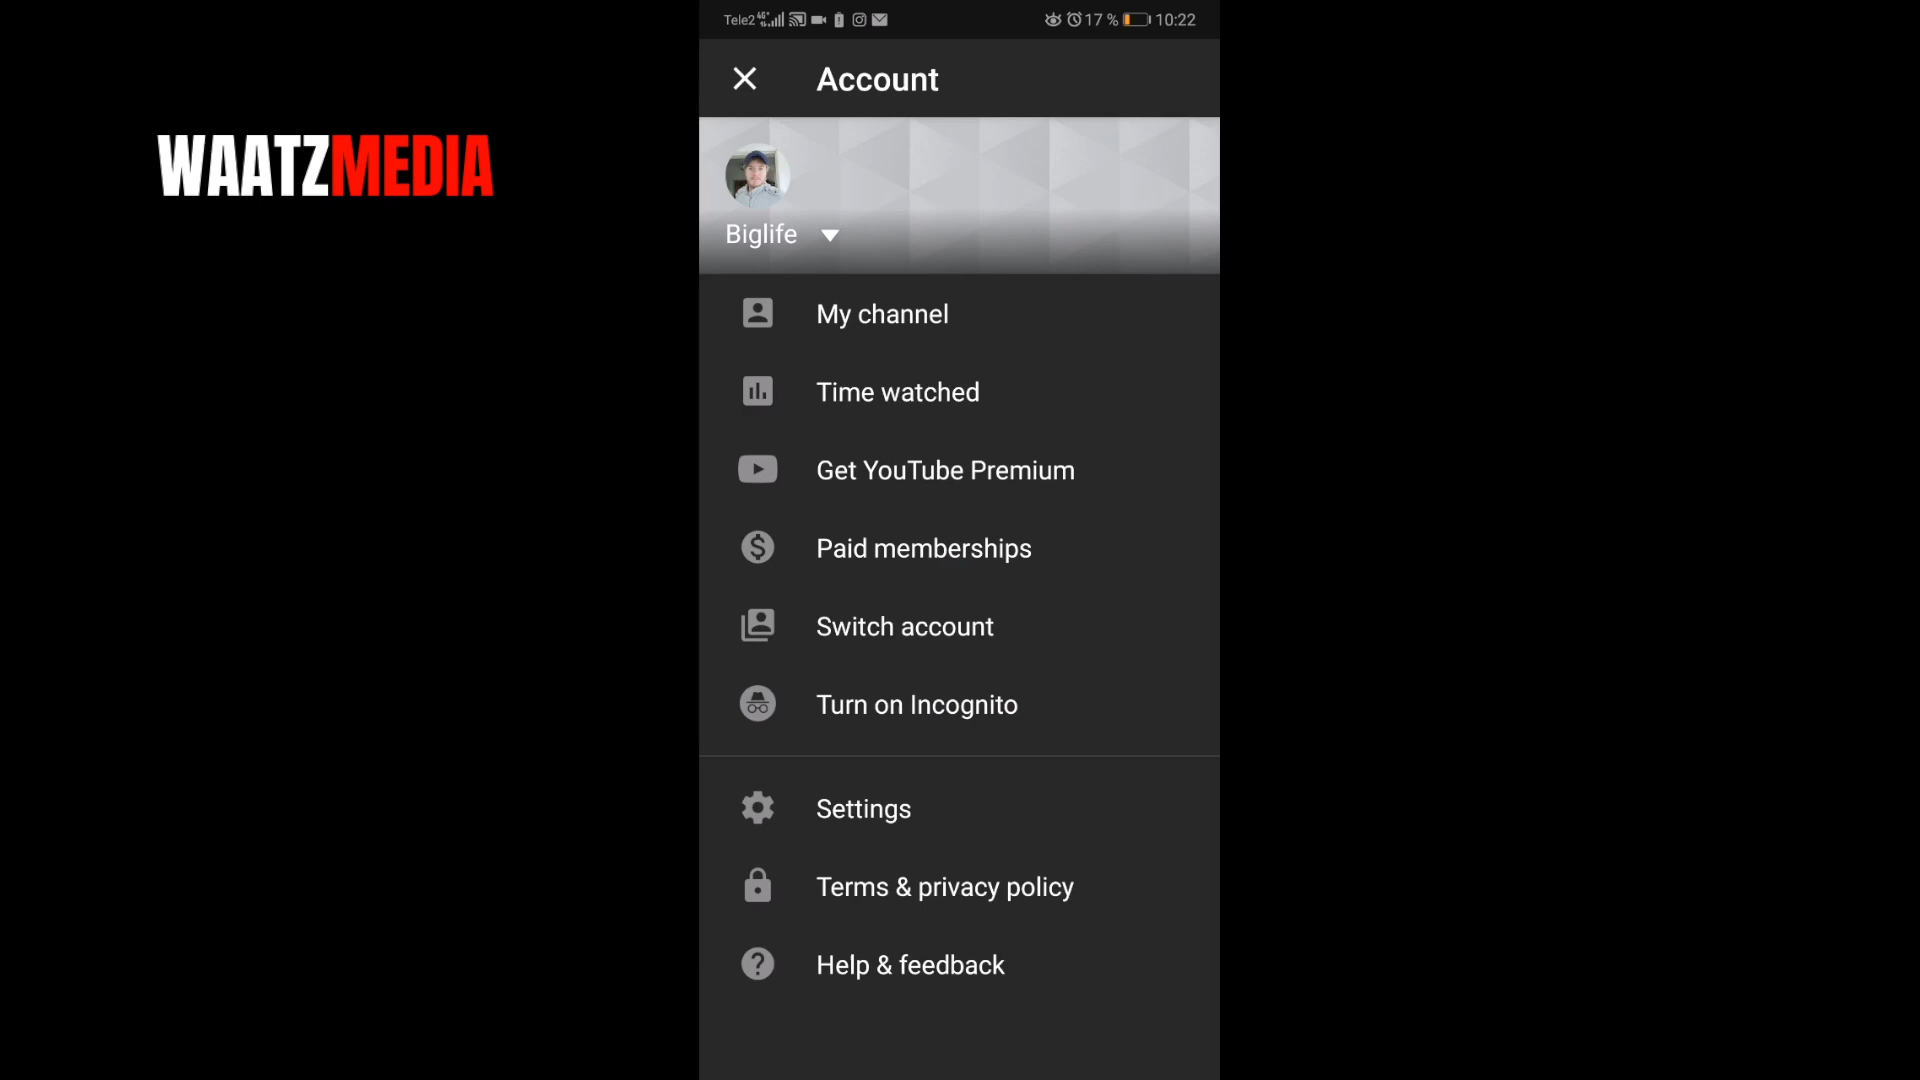 Tele2 4G+ 17 % 10:22
Account
WAATZMEDIA
Biglife
My channel
Time watched
Get YouTube Premium
Paid memberships
Switch account
Turn on Incognito
Settings
Terms & privacy policy
Help & feedback